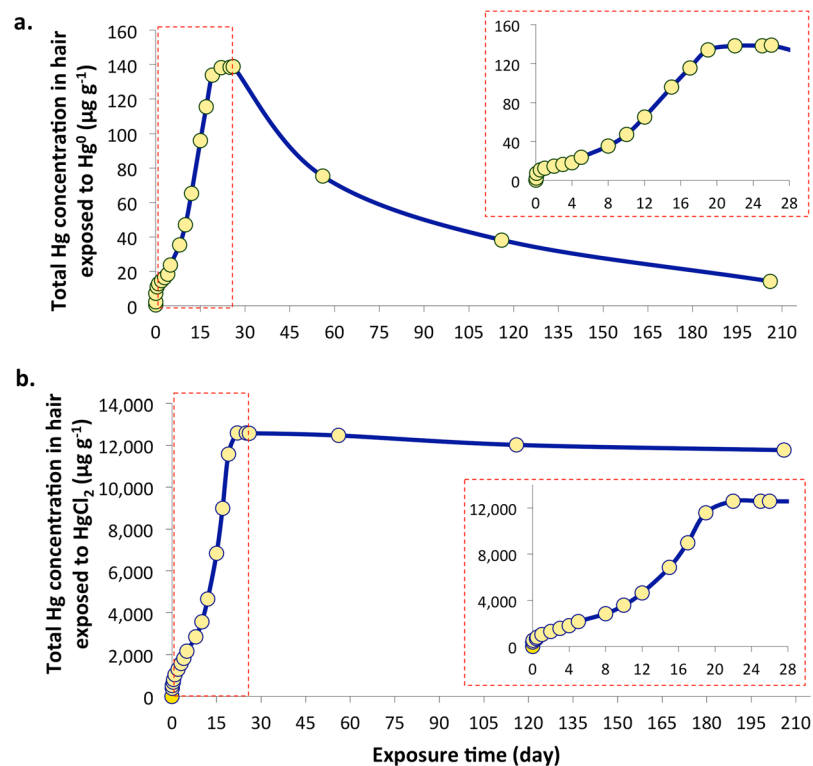 a.
Total Hg concentration in hair
exposed to Hg⁰ (µg g⁻¹)
160
140
120
100
80
60
40
20
0
0 15 30 45 60 75 90 105 120 135 150 165 180 195 210
160
120
80
40
0
0 4 8 12 16 20 24 28
b.
Total Hg concentration in hair
exposed to HgCl₂ (µg g⁻¹)
14,000
12,000
10,000
8,000
6,000
4,000
2,000
0
0 15 30 45 60 75 90 105 120 135 150 165 180 195 210
12,000
8,000
4,000
0
0 4 8 12 16 20 24 28
Exposure time (day)